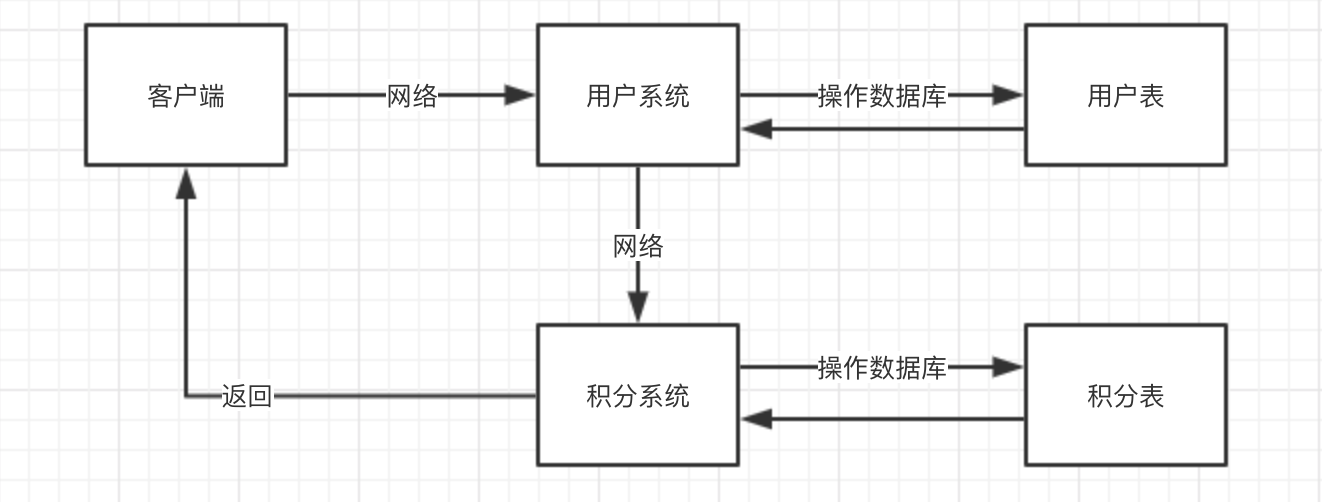 客户端
网络
用户系统
操作数据库
用户表
网络
返回
积分系统
操作数据库
积分表